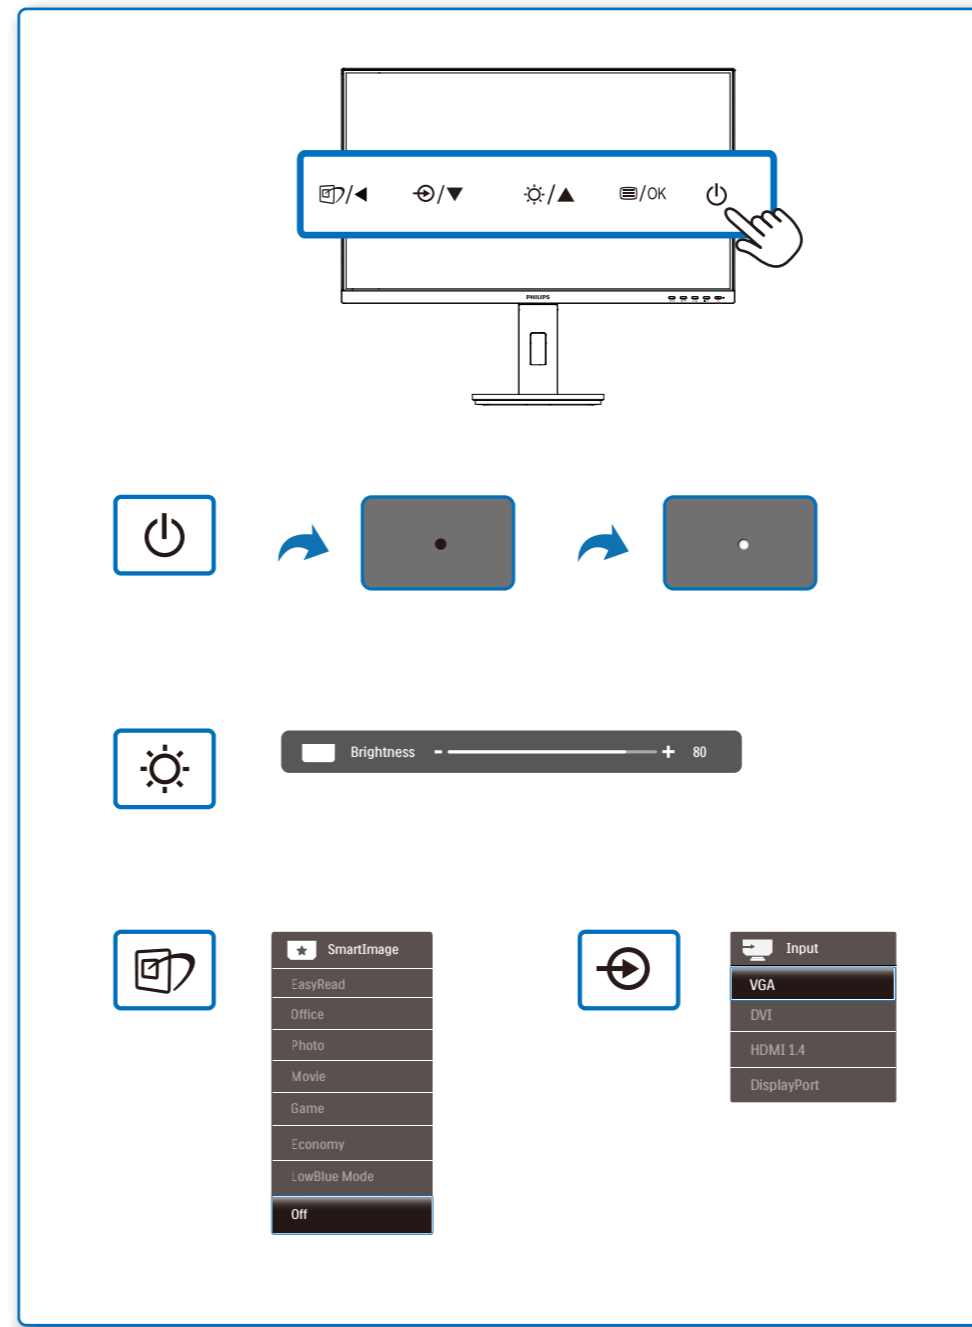 /OK
PHILIPS
Brightness - + 80
SmartImage
EasyRead
Office
Photo
Movie
Game
Economy
LowBlue Mode
Off
Input
VGA
DVI
HDMI 1.4
DisplayPort